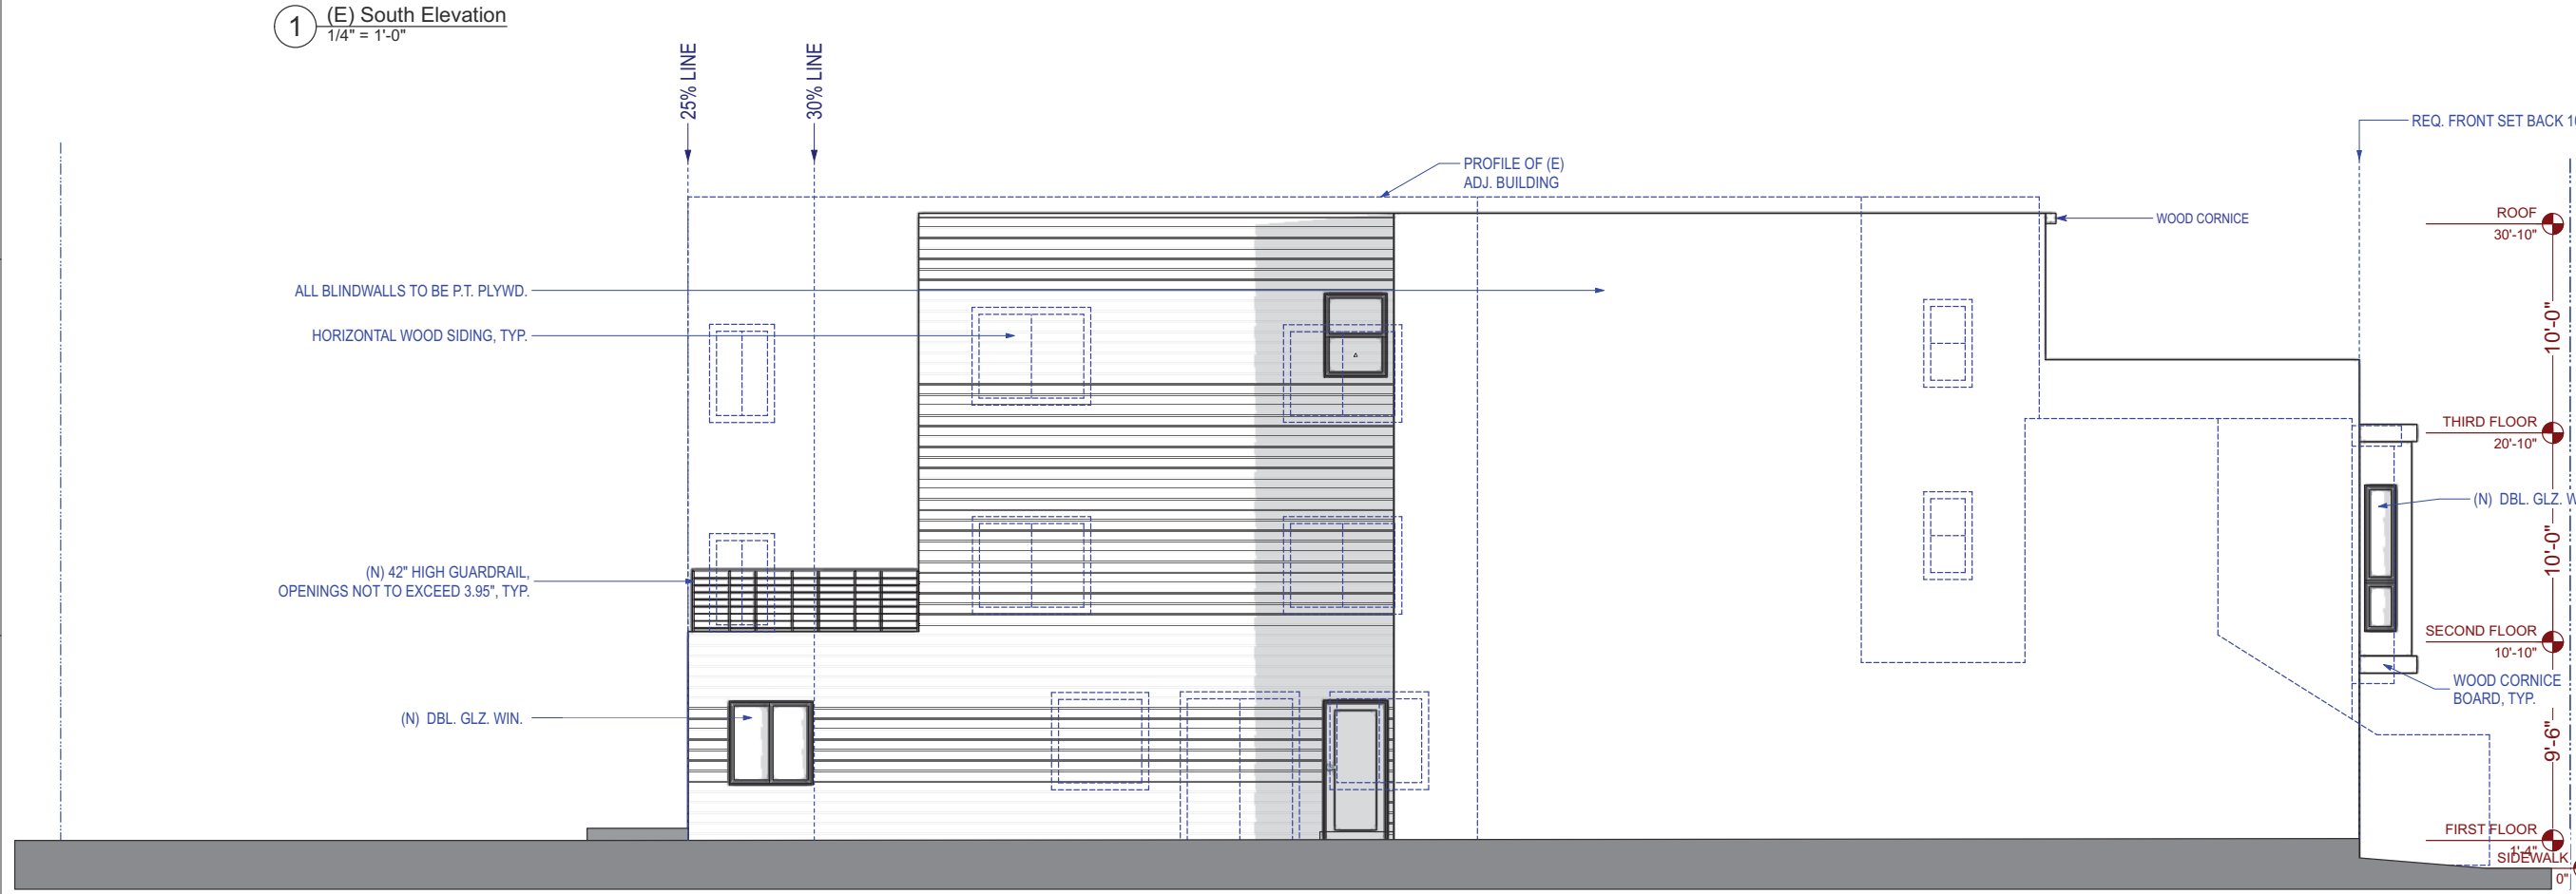 1
(E) South Elevation
1/4" = 1'-0"
25% LINE
30% LINE
REQ. FRONT SET BACK
PROFILE OF (E)
ADJ. BUILDING
WOOD CORNICE
ROOF
30'-10"
ALL BLINDWALLS TO BE P.T. PLYWD.
HORIZONTAL WOOD SIDING, TYP.
10'-0"
THIRD FLOOR
20'-10"
(N) DBL. GLZ.
10'-0"
(N) 42" HIGH GUARDRAIL,
OPENINGS NOT TO EXCEED 3.95", TYP.
SECOND FLOOR
10'-10"
WOOD CORNICE
BOARD, TYP.
(N) DBL. GLZ. WIN.
9'-6"
FIRST FLOOR
1'-4"
SIDEWALK
0"